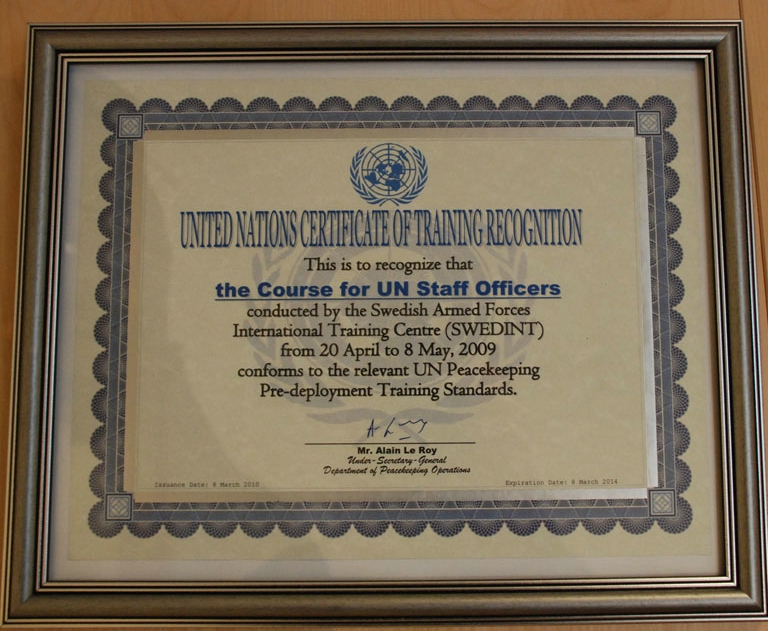 UNITED NATIONS CERTIFICATE OF TRAINING RECOGNITION
This is to recognize that
the Course for UN Staff Officers
conducted by the Swedish Armed Forces
International Training Centre (SWEDINT)
from 20 April to 8 May, 2009
conforms to the relevant UN Peacekeeping
Pre-deployment Training Standards.
Mr. Alain Le Roy
Under-Secretary-General
Department of Peacekeeping Operations
Issuance Date: 8 March 2010
Expiration Date: 8 March 2014